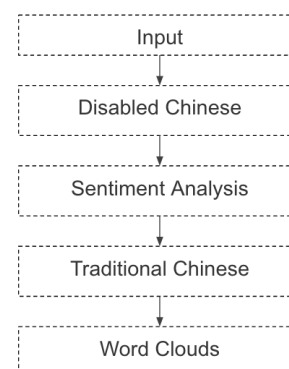 Input
Disabled Chinese
Sentiment Analysis
Traditional Chinese
Word Clouds